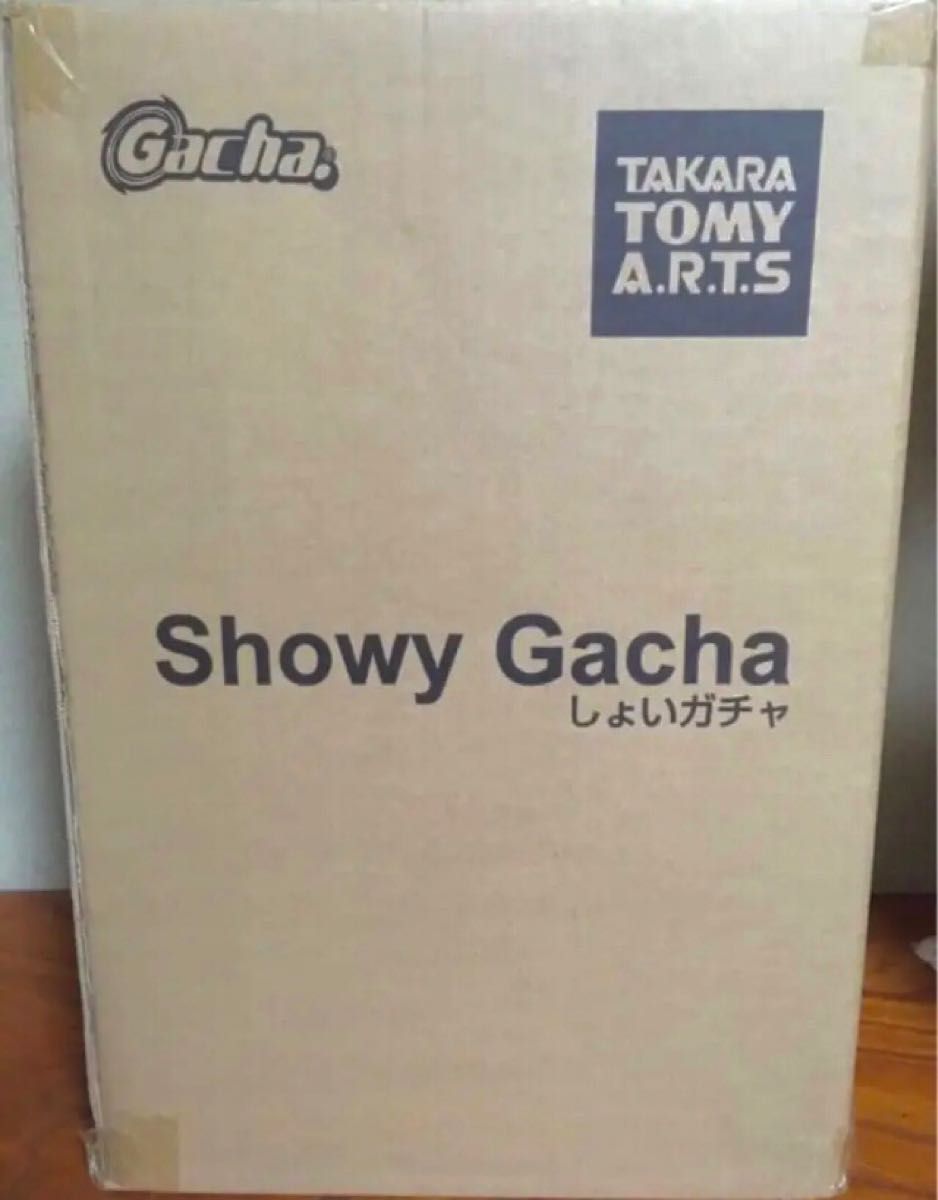 Gacha.
TAKARA
TOMY
A.R.T.S
Showy Gacha
しょいガチャ